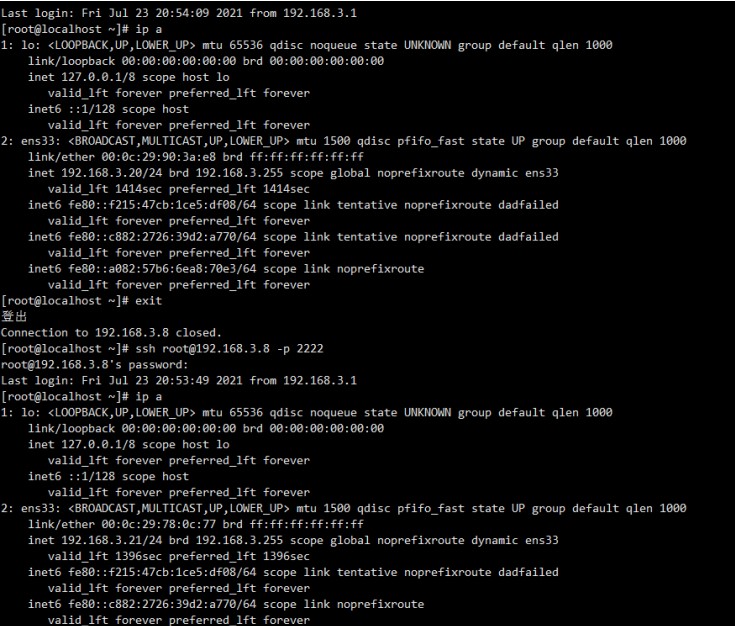 Last login: Fri Jul 23 20:54:09 2021 from 192.168.3.1
[root@localhost ~]# ip a
1: lo: <LOOPBACK,UP,LOWER_UP> mtu 65536 qdisc noqueue state UNKNOWN group default qlen 1000
    link/loopback 00:00:00:00:00:00 brd 00:00:00:00:00:00
    inet 127.0.0.1/8 scope host lo
       valid_lft forever preferred_lft forever
    inet6 ::1/128 scope host
       valid_lft forever preferred_lft forever
2: ens33: <BROADCAST,MULTICAST,UP,LOWER_UP> mtu 1500 qdisc pfifo_fast state UP group default qlen 1000
    link/ether 00:0c:29:90:3a:e8 brd ff:ff:ff:ff:ff:ff
    inet 192.168.3.20/24 brd 192.168.3.255 scope global noprefixroute dynamic ens33
       valid_lft 1414sec preferred_lft 1414sec
    inet6 fe80::f215:47cb:1ce5:df08/64 scope link tentative noprefixroute dadfailed
       valid_lft forever preferred_lft forever
    inet6 fe80::c882:2726:39d2:a770/64 scope link tentative noprefixroute dadfailed
       valid_lft forever preferred_lft forever
    inet6 fe80::a082:57b6:6ea8:70e3/64 scope link noprefixroute
       valid_lft forever preferred_lft forever
[root@localhost ~]# exit
登出
Connection to 192.168.3.8 closed.
[root@localhost ~]# ssh root@192.168.3.8 -p 2222
root@192.168.3.8's password:
Last login: Fri Jul 23 20:53:49 2021 from 192.168.3.1
[root@localhost ~]# ip a
1: lo: <LOOPBACK,UP,LOWER_UP> mtu 65536 qdisc noqueue state UNKNOWN group default qlen 1000
    link/loopback 00:00:00:00:00:00 brd 00:00:00:00:00:00
    inet 127.0.0.1/8 scope host lo
       valid_lft forever preferred_lft forever
    inet6 ::1/128 scope host
       valid_lft forever preferred_lft forever
2: ens33: <BROADCAST,MULTICAST,UP,LOWER_UP> mtu 1500 qdisc pfifo_fast state UP group default qlen 1000
    link/ether 00:0c:29:78:0c:77 brd ff:ff:ff:ff:ff:ff
    inet 192.168.3.21/24 brd 192.168.3.255 scope global noprefixroute dynamic ens33
       valid_lft 1396sec preferred_lft 1396sec
    inet6 fe80::f215:47cb:1ce5:df08/64 scope link tentative noprefixroute dadfailed
       valid_lft forever preferred_lft forever
    inet6 fe80::c882:2726:39d2:a770/64 scope link noprefixroute
       valid_lft forever preferred_lft forever